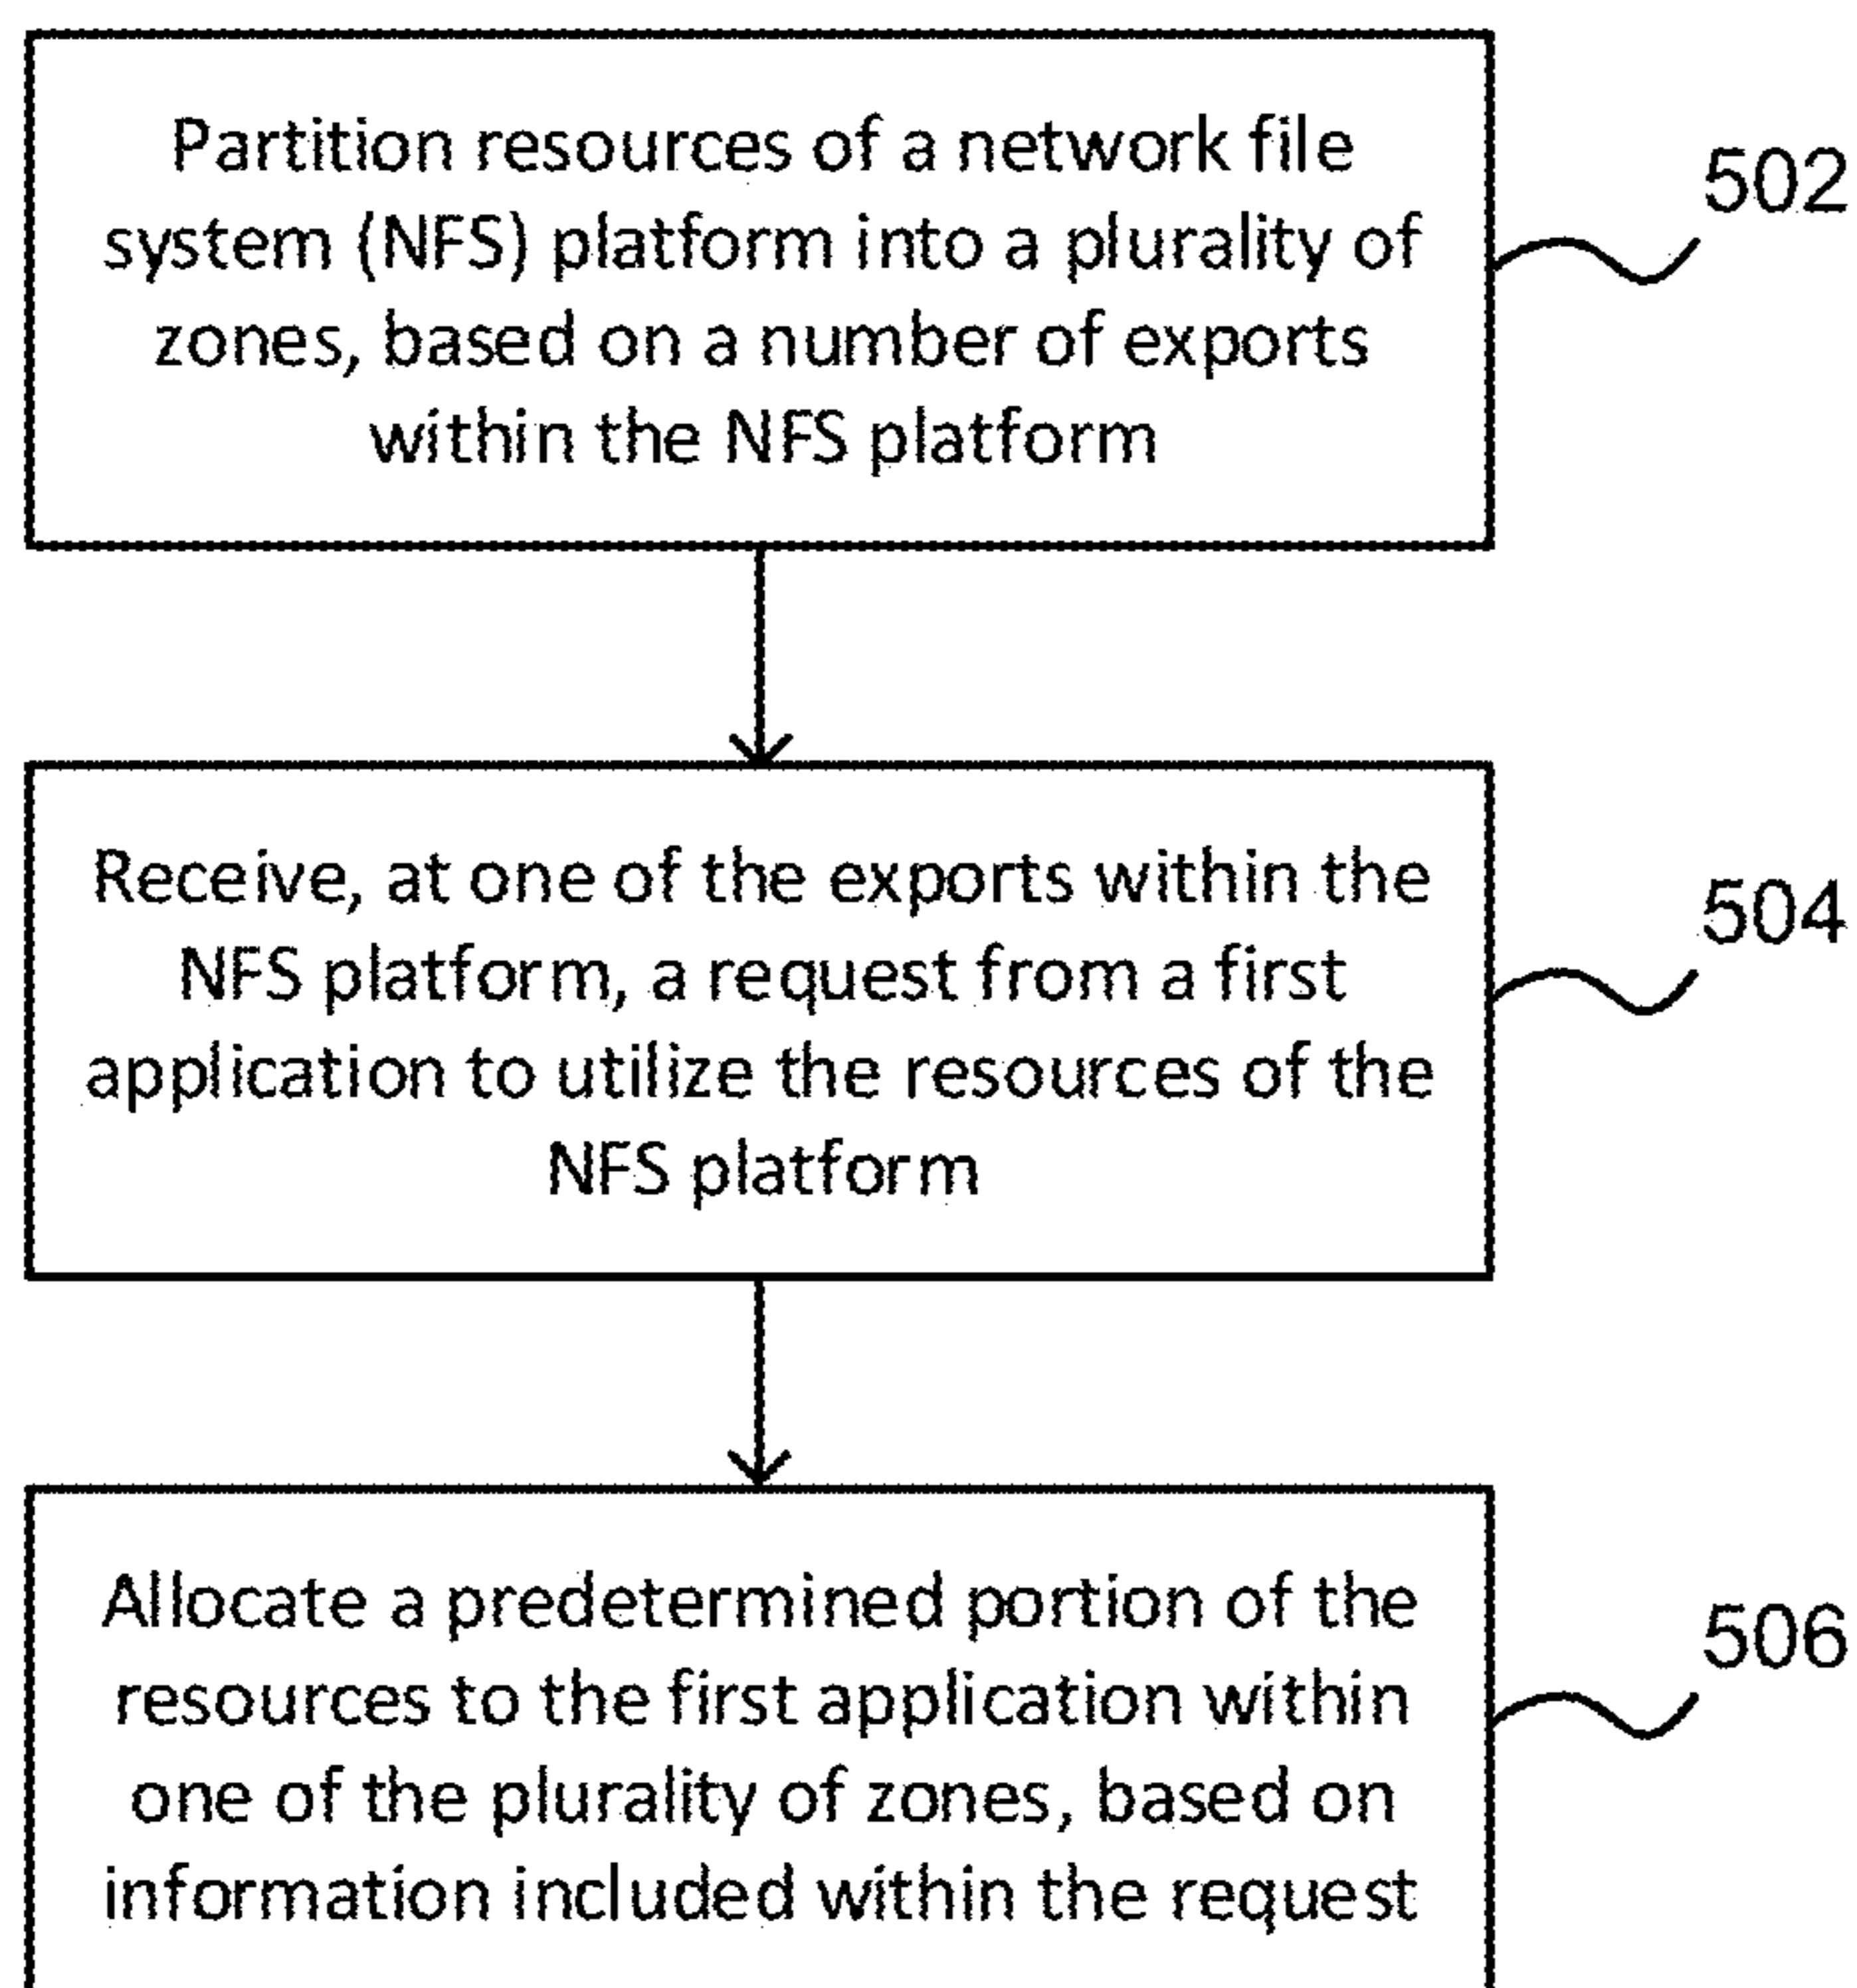 Partition resources of a network file
system (NFS) platform into a plurality of
zones, based on a number of exports
within the NFS platform
502
Receive, at one of the exports within the
NFS platform, a request from a first
application to utilize the resources of the
NFS platform
504
Allocate a predetermined portion of the
resources to the first application within
one of the plurality of zones, based on
information included within the request
506